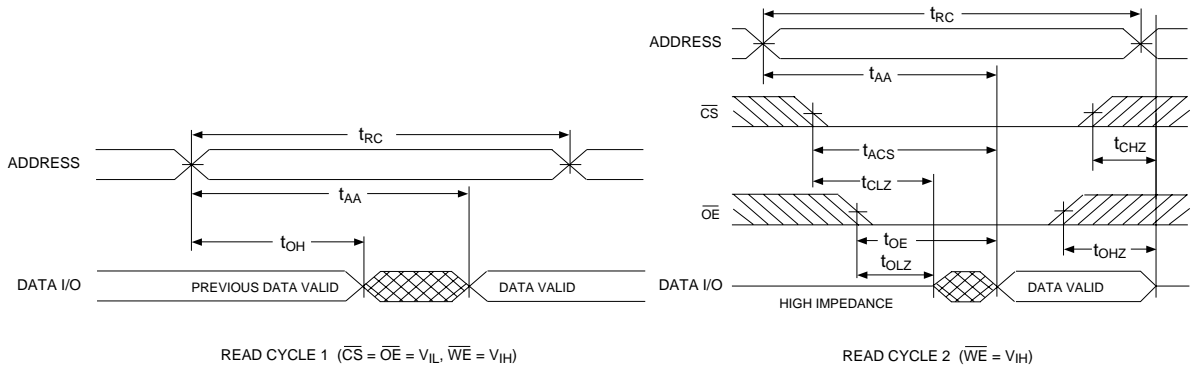 tRC
ADDRESS
tAA
tOH
DATA I/O
PREVIOUS DATA VALID
DATA VALID
READ CYCLE 1 (CS = OE = VIL, WE = VIH)
tRC
ADDRESS
tAA
CS
tCHZ
tACS
tCLZ
OE
tOE
tOHZ
tOLZ
DATA I/O
HIGH IMPEDANCE
DATA VALID
READ CYCLE 2 (WE = VIH)